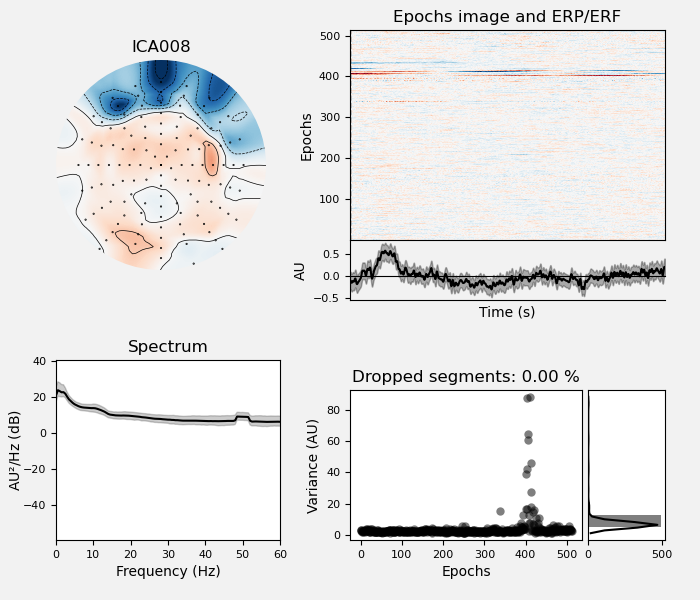 ICA008
Epochs image and ERP/ERF
500
400
300
200
100
Epochs
0.5
0.0
−0.5
AU
Time (s)
Spectrum
40
20
0
−20
−40
AU²/Hz (dB)
0 10 20 30 40 50 60
Frequency (Hz)
Dropped segments: 0.00 %
80
60
40
20
0
Variance (AU)
0 100 200 300 400 500
Epochs
0 500